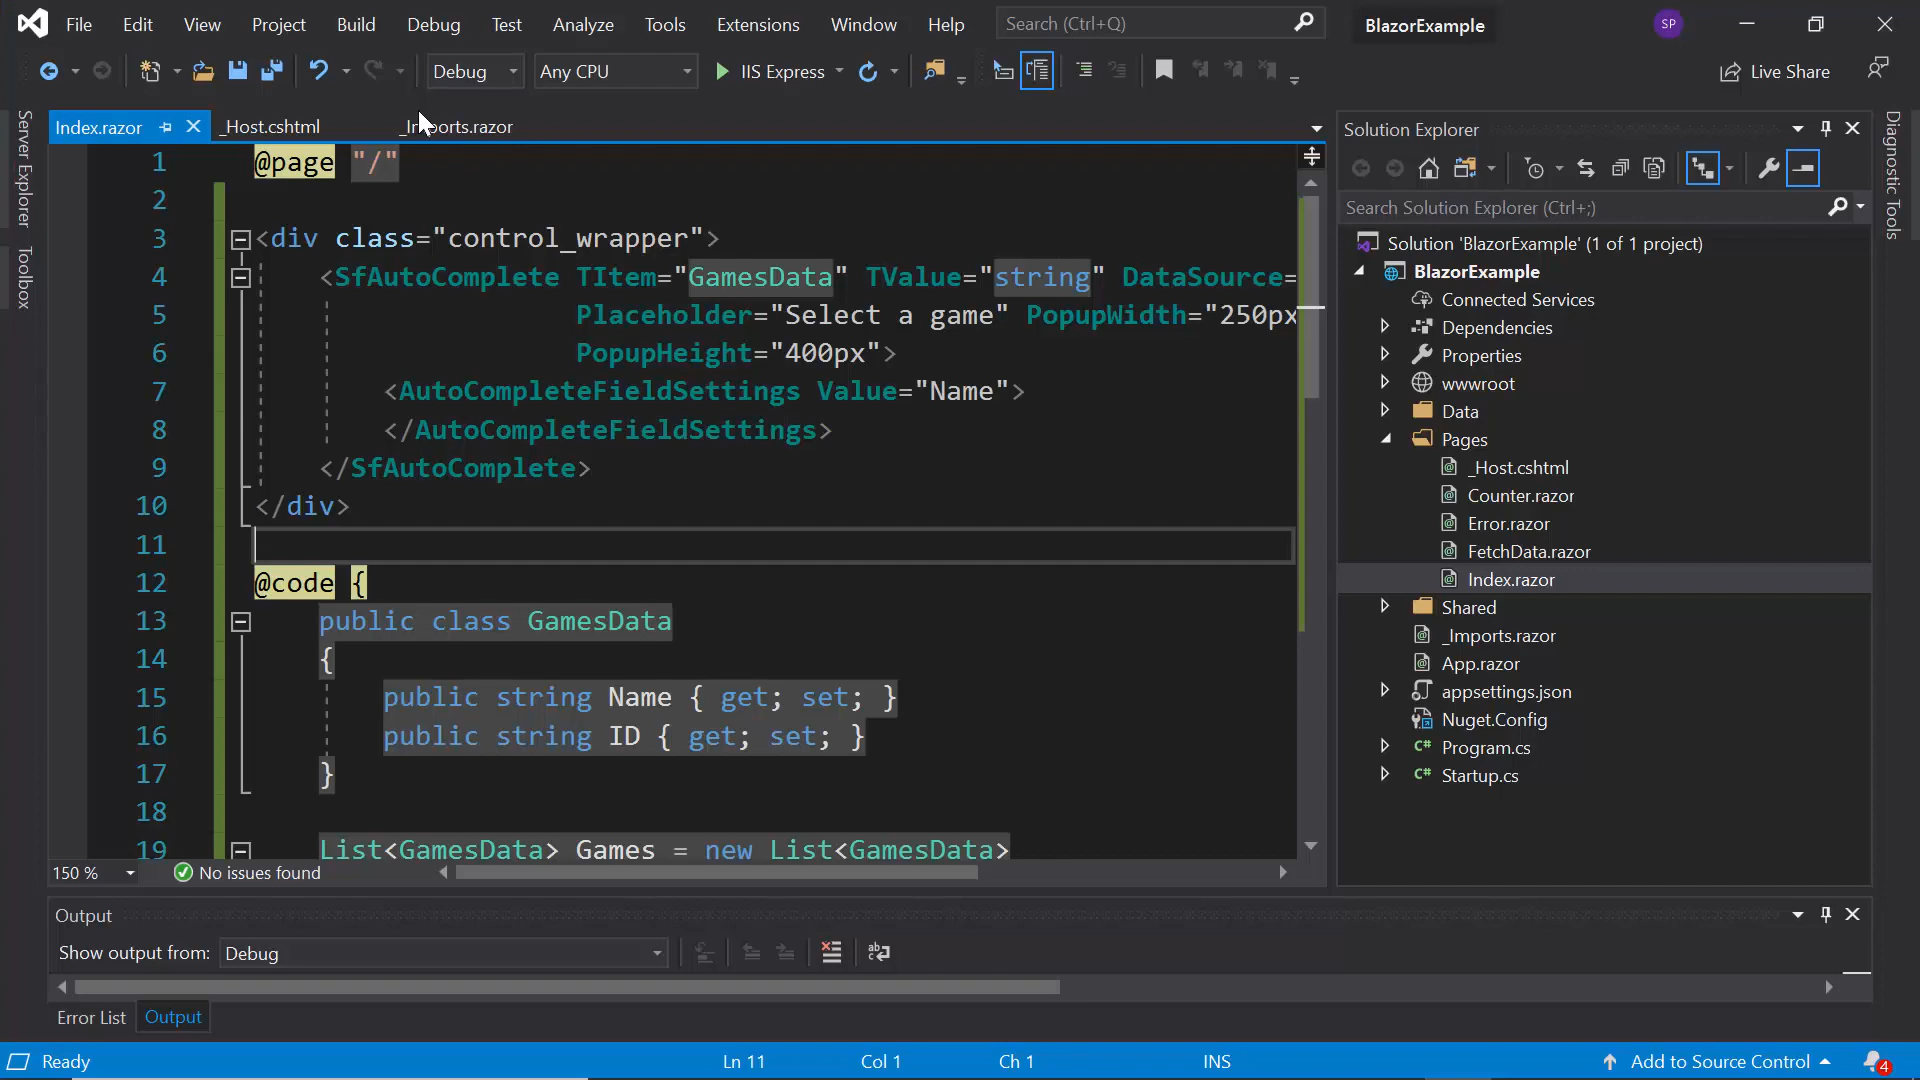 File Edit View Project Build Debug Test Analyze Tools Extensions Window Help Search (Ctrl+Q) BlazorExample SP
Debug Any CPU IIS Express Live Share
Server Explorer
Toolbox
Index.razor _Host.cshtml _Imports.razor
1 @page "/"
2
3 <div class="control_wrapper">
4 <SfAutoComplete TItem="GamesData" TValue="string" DataSource=
5 Placeholder="Select a game" PopupWidth="250px
6 PopupHeight="400px">
7 <AutoCompleteFieldSettings Value="Name">
8 </AutoCompleteFieldSettings>
9 </SfAutoComplete>
10 </div>
11
12 @code {
13 public class GamesData
14 {
15 public string Name { get; set; }
16 public string ID { get; set; }
17 }
18
19 List<GamesData> Games = new List<GamesData>
150 % No issues found
Solution Explorer
Search Solution Explorer (Ctrl+;)
Solution 'BlazorExample' (1 of 1 project)
BlazorExample
Connected Services
Dependencies
Properties
wwwroot
Data
Pages
_Host.cshtml
Counter.razor
Error.razor
FetchData.razor
Index.razor
Shared
_Imports.razor
App.razor
appsettings.json
Nuget.Config
C# Program.cs
C# Startup.cs
Diagnostic Tools
Output
Show output from: Debug
Error List Output
Ready Ln 11 Col 1 Ch 1 INS Add to Source Control 4